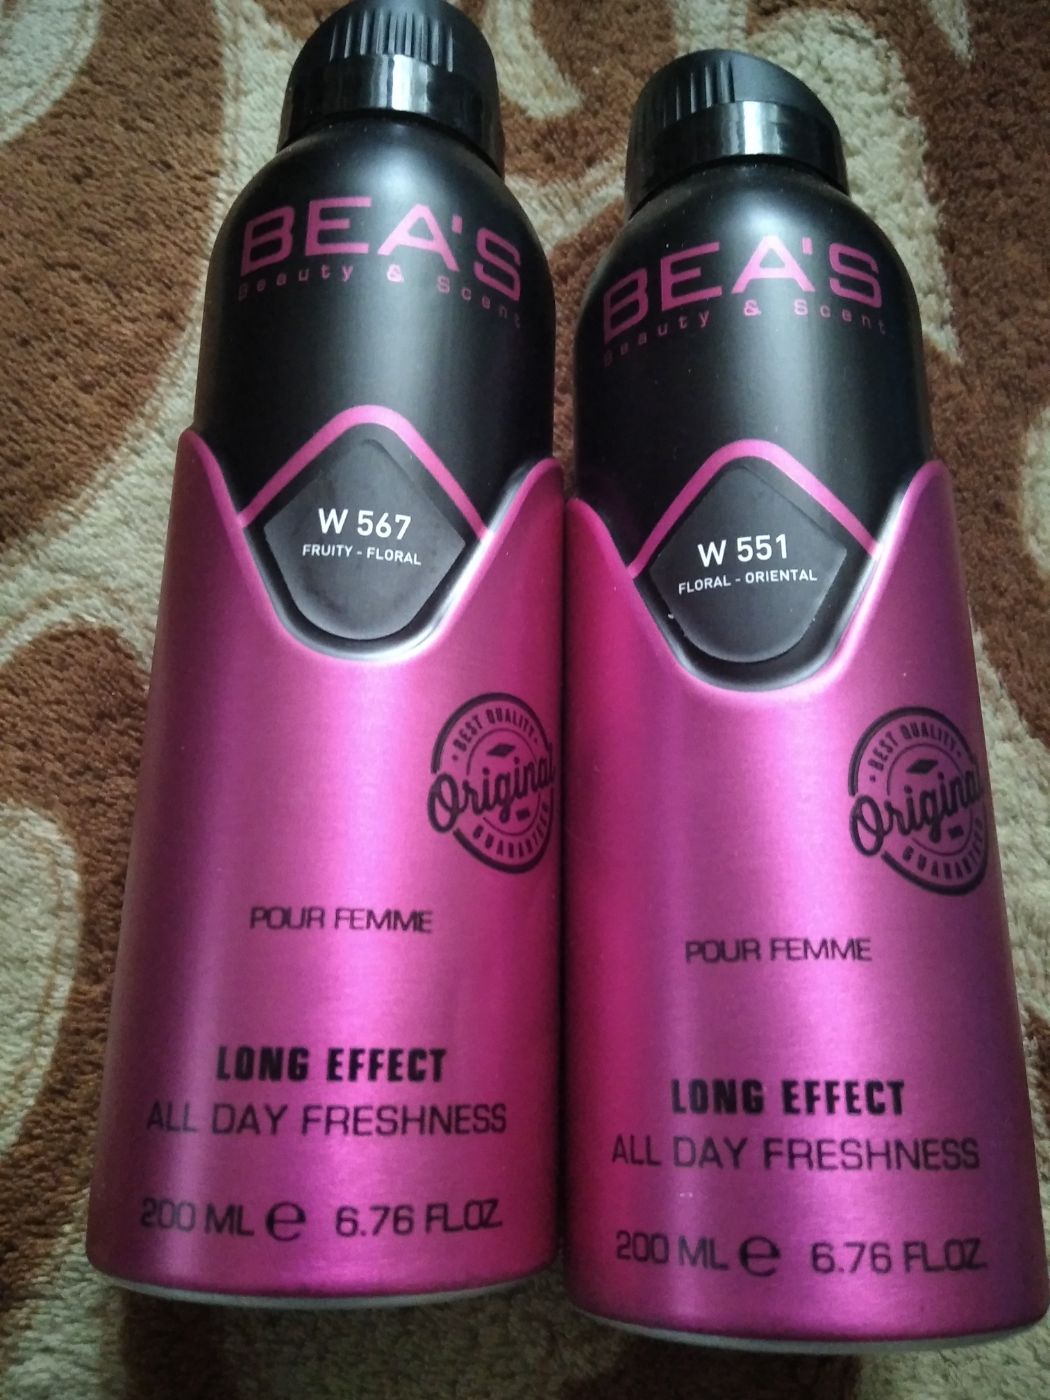 BEA'S
Beauty & Scent
W 567
FRUITY - FLORAL
BEST QUALITY
Original
GUARANTEE
POUR FEMME
LONG EFFECT
ALL DAY FRESHNESS
200 ML e 6.76 FL.OZ
BEA'S
Beauty & Scent
W 551
FLORAL - ORIENTAL
BEST QUALITY
Original
GUARANTEE
POUR FEMME
LONG EFFECT
ALL DAY FRESHNESS
200 ML e 6.76 FL.OZ